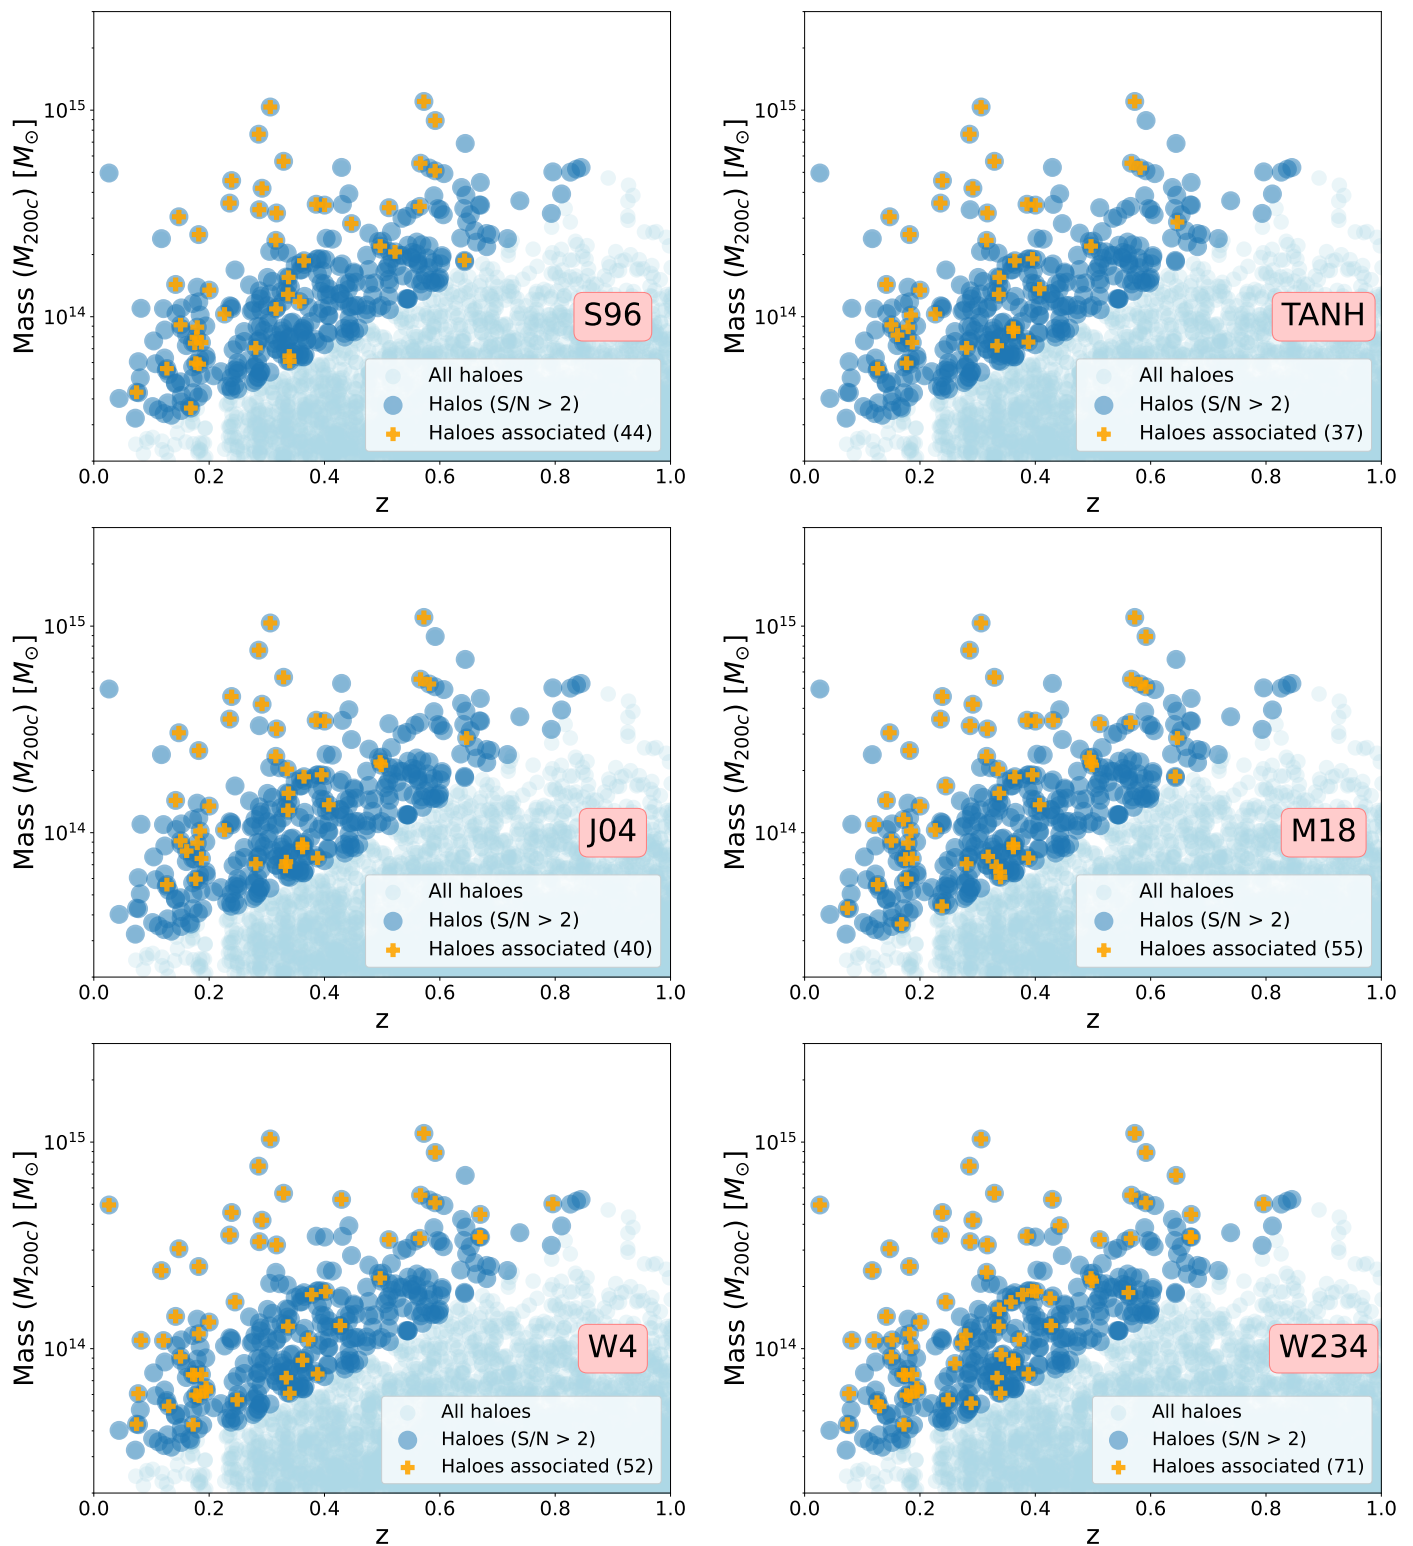 10^15
10^14
Mass (M_200c) [M_⊙]
S96
All haloes
Halos (S/N > 2)
Haloes associated (44)
0.0 0.2 0.4 0.6 0.8 1.0
z
10^15
10^14
Mass (M_200c) [M_⊙]
TANH
All haloes
Halos (S/N > 2)
Haloes associated (37)
0.0 0.2 0.4 0.6 0.8 1.0
z
10^15
10^14
Mass (M_200c) [M_⊙]
J04
All haloes
Halos (S/N > 2)
Haloes associated (40)
0.0 0.2 0.4 0.6 0.8 1.0
z
10^15
10^14
Mass (M_200c) [M_⊙]
M18
All haloes
Halos (S/N > 2)
Haloes associated (55)
0.0 0.2 0.4 0.6 0.8 1.0
z
10^15
10^14
Mass (M_200c) [M_⊙]
W4
All haloes
Haloes (S/N > 2)
Haloes associated (52)
0.0 0.2 0.4 0.6 0.8 1.0
z
10^15
10^14
Mass (M_200c) [M_⊙]
W234
All haloes
Haloes (S/N > 2)
Haloes associated (71)
0.0 0.2 0.4 0.6 0.8 1.0
z